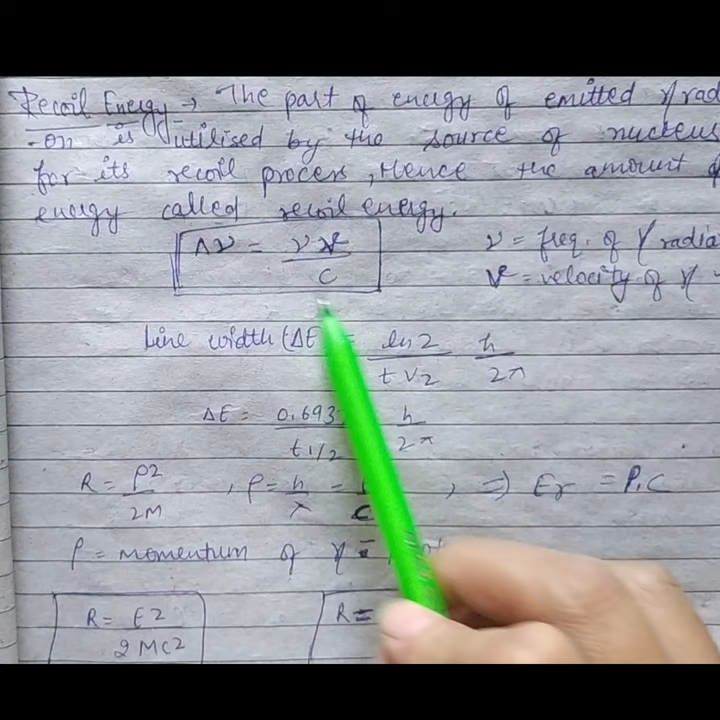 Recoil Energy → The part of energy of emitted γ rad
-on is utilised by the source of nucleus
for its recoil process, Hence the amount of
energy called recoil energy.
Δν = νv/C
ν = freq. of γ radia
v = velocity of γ -
Line width (ΔE) = ln2/t1/2 h/2π
ΔE = 0.693/t1/2 h/2π
R = P2/2M , P = h/λ = /C , => Er = P.C
P = momentum of γ -
R = E2/2MC2
R =